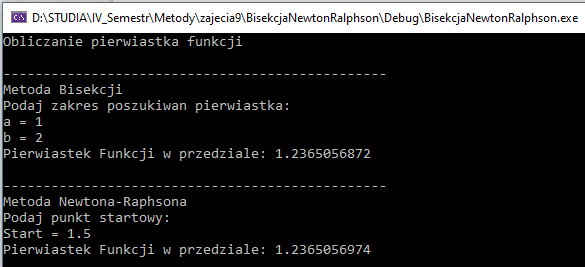 D:\STUDIA\IV_Semestr\Metody\zajecia9\BisekcjaNewtonRalphson\Debug\BisekcjaNewtonRalphson.exe
Obliczanie pierwiastka funkcji
------------------------------------------------
Metoda Bisekcji
Podaj zakres poszukiwan pierwiastka:
a = 1
b = 2
Pierwiastek Funkcji w przedziale: 1.2365056872
------------------------------------------------
Metoda Newtona-Raphsona
Podaj punkt startowy:
Start = 1.5
Pierwiastek Funkcji w przedziale: 1.2365056974